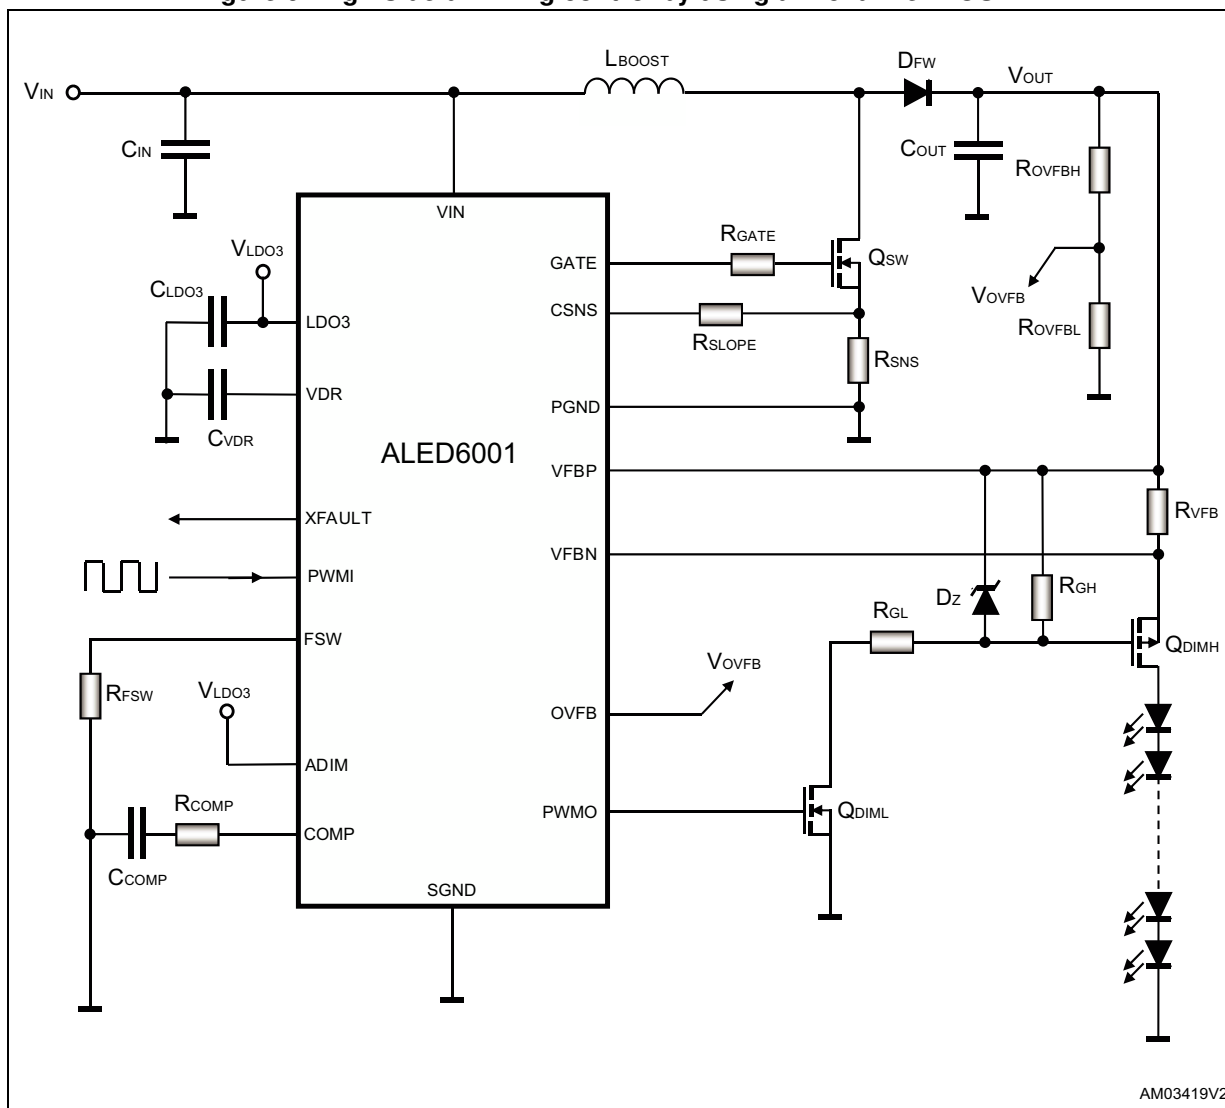 LBOOST
DFW
VOUT
VIN
CIN
COUT
ROVFBH
VIN
VLDO3
RGATE
GATE
QSW
CLDO3
CSNS
VOVFB
LDO3
RSLOPE
ROVFBL
RSNS
VDR
PGND
CVDR
ALED6001
VFBP
XFAULT
RVFB
VFBN
PWMI
DZ
RGH
RGL
FSW
QDIMH
VOVFB
RFSW
VLDO3
OVFB
ADIM
RCOMP
PWMO
QDIML
COMP
CCOMP
SGND
AM03419V2